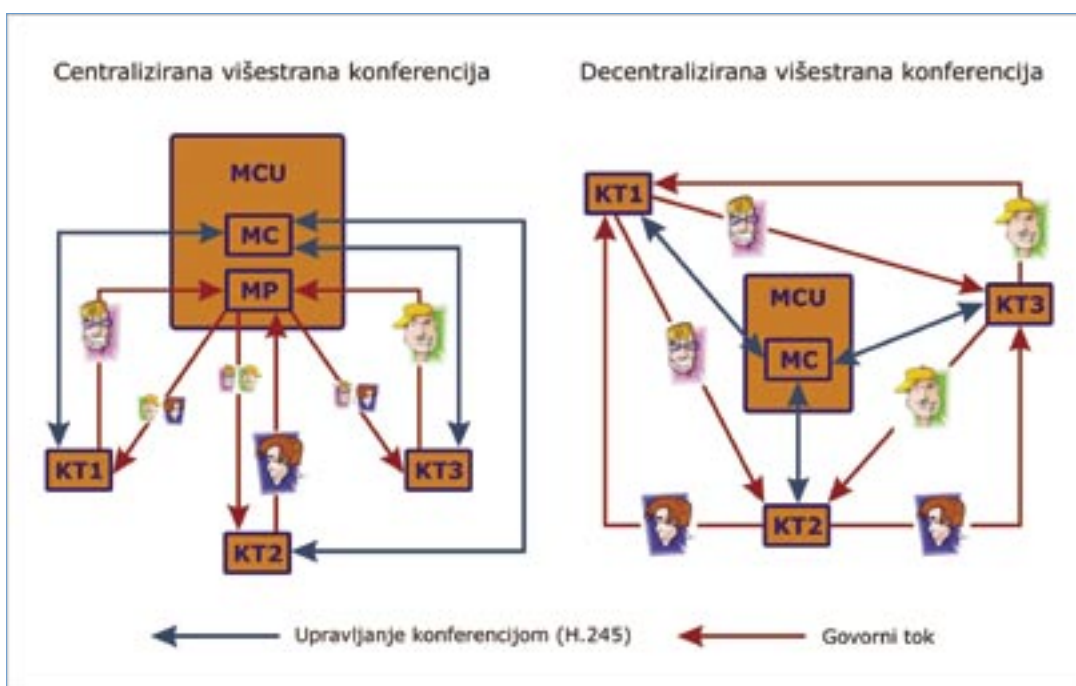 Centralizirana višestrana konferencija
MCU
MC
MP
KT1
KT3
KT2
Decentralizirana višestrana konferencija
KT1
KT3
MCU
MC
KT2
Upravljanje konferencijom (H.245)
Govorni tok